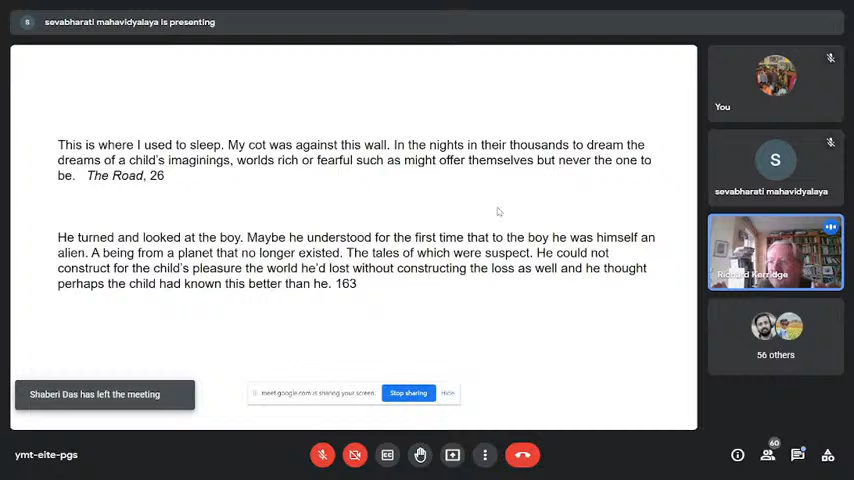 S sevabharati mahavidyalaya is presenting
This is where I used to sleep. My cot was against this wall. In the nights in their thousands to dream the
dreams of a child's imaginings, worlds rich or fearful such as might offer themselves but never the one to
be. The Road, 26
He turned and looked at the boy. Maybe he understood for the first time that to the boy he was himself an
alien. A being from a planet that no longer existed. The tales of which were suspect. He could not
construct for the child's pleasure the world he'd lost without constructing the loss as well and he thought
perhaps the child had known this better than he. 163
You
S
sevabharati mahavidyalaya
Richard Kerridge
56 others
Shaberi Das has left the meeting
meet.google.com is sharing your screen. Stop sharing Hide
ymt-eite-pgs
CC
60